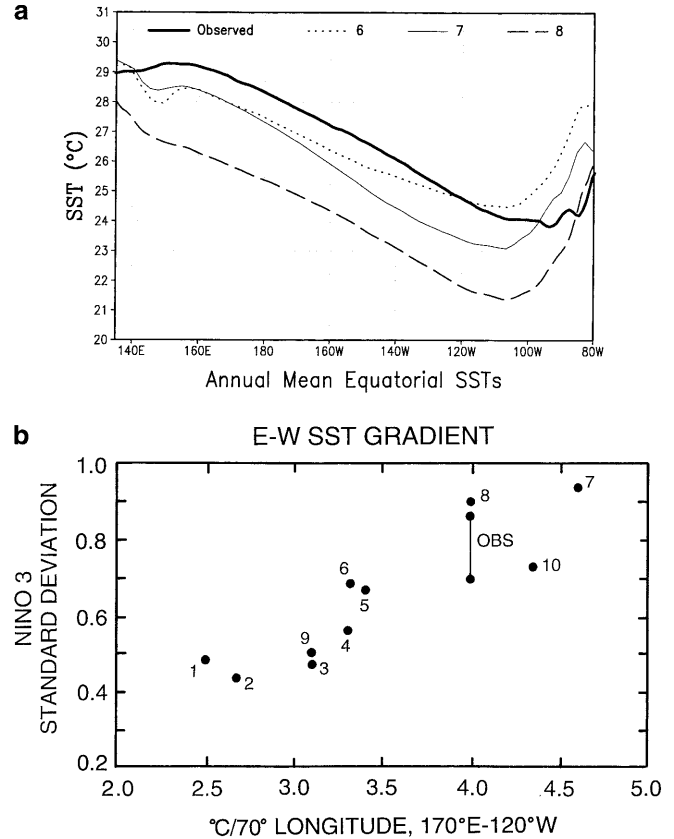 a
Observed 6 7 8
31
30
29
28
27
26
25
24
23
22
21
20
SST (°C)
140E 160E 180 160W 140W 120W 100W 80W
Annual Mean Equatorial SSTs
b
E-W SST GRADIENT
1.0
0.8
0.6
0.4
0.2
NINO 3
STANDARD DEVIATION
7
8
OBS
10
6
5
4
9
3
1
2
2.0 2.5 3.0 3.5 4.0 4.5 5.0
°C/70° LONGITUDE, 170°E-120°W